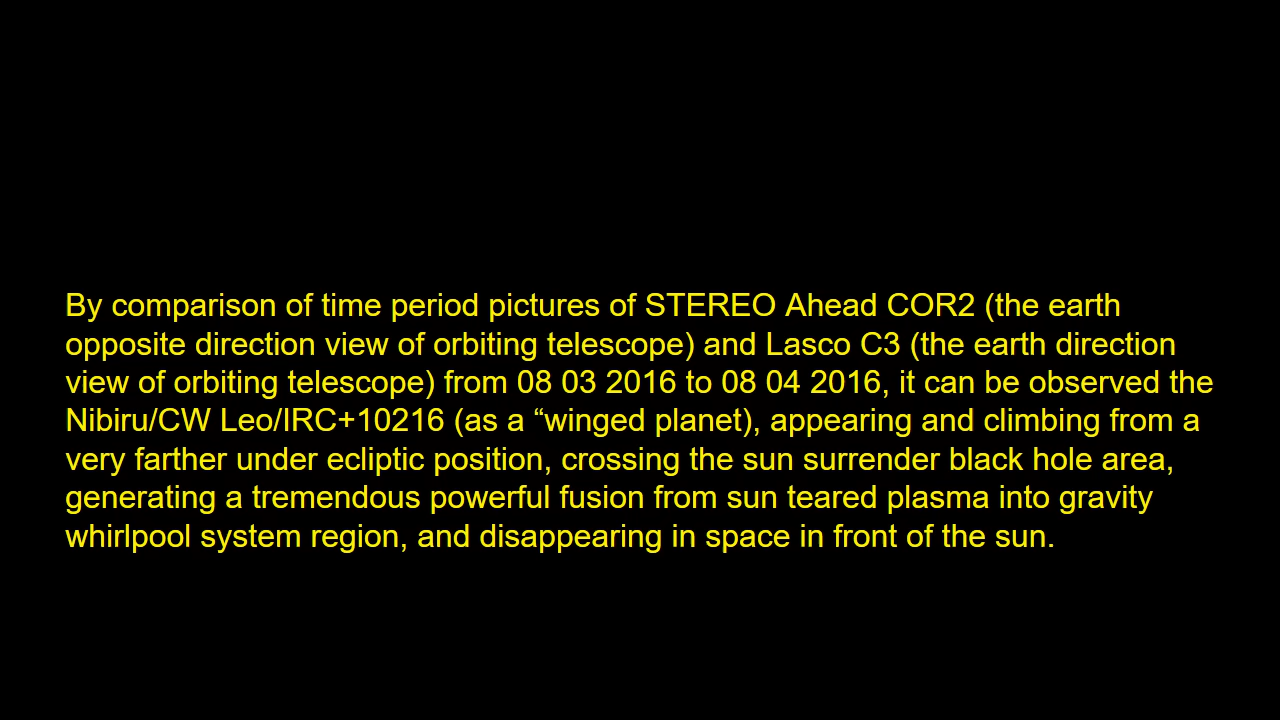 By comparison of time period pictures of STEREO Ahead COR2 (the earth
opposite direction view of orbiting telescope) and Lasco C3 (the earth direction
view of orbiting telescope) from 08 03 2016 to 08 04 2016, it can be observed the
Nibiru/CW Leo/IRC+10216 (as a “winged planet), appearing and climbing from a
very farther under ecliptic position, crossing the sun surrender black hole area,
generating a tremendous powerful fusion from sun teared plasma into gravity
whirlpool system region, and disappearing in space in front of the sun.